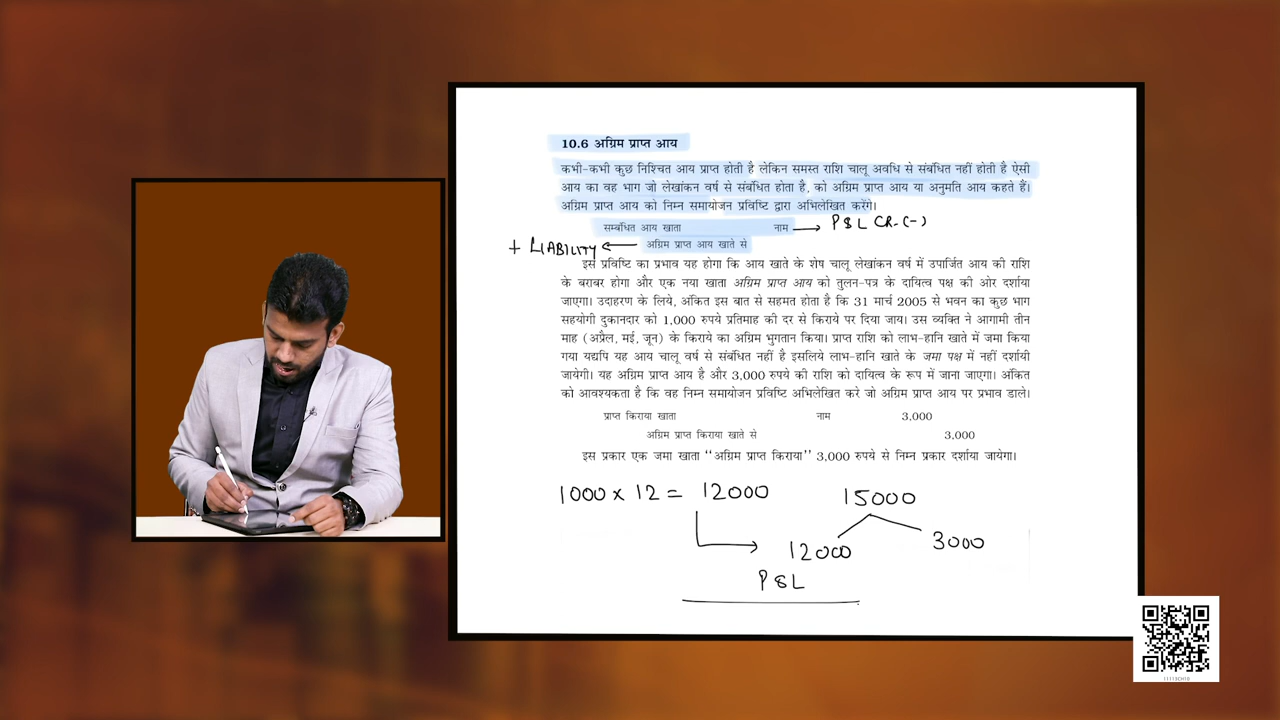 10.6 अग्रिम प्राप्त आय
कभी-कभी कुछ निश्चित आय प्राप्त होती है लेकिन समस्त राशि चालू अवधि से संबंधित नहीं होती है ऐसी
आय का वह भाग जो लेखांकन वर्ष से संबंधित होता है, को अग्रिम प्राप्त आय या अनुमति आय कहते हैं।
अग्रिम प्राप्त आय को निम्न समायोजन प्रविष्टि द्वारा अभिलेखित करेंगे।
सम्बंधित आय खाता नाम → P&L CR. (-)
+ LIABILITY ← अग्रिम प्राप्त आय खाते से
इस प्रविष्टि का प्रभाव यह होगा कि आय खाते के शेष चालू लेखांकन वर्ष में उपार्जित आय की राशि
के बराबर होगा और एक नया खाता अग्रिम प्राप्त आय को तुलन-पत्र के दायित्व पक्ष की ओर दर्शाया
जाएगा। उदाहरण के लिये, अंकित इस बात से सहमत होता है कि 31 मार्च 2005 से भवन का कुछ भाग
सहयोगी दुकानदार को 1,000 रुपये प्रतिमाह की दर से किराये पर दिया जाय। उस व्यक्ति ने आगामी तीन
माह (अप्रैल, मई, जून) के किराये का अग्रिम भुगतान किया। प्राप्त राशि को लाभ-हानि खाते में जमा किया
गया यद्यपि यह आय चालू वर्ष से संबंधित नहीं है इसलिये लाभ-हानि खाते के जमा पक्ष में नहीं दर्शायी
जायेगी। यह अग्रिम प्राप्त आय है और 3,000 रुपये की राशि को दायित्व के रूप में जाना जाएगा। अंकित
को आवश्यकता है कि वह निम्न समायोजन प्रविष्टि अभिलेखित करे जो अग्रिम प्राप्त आय पर प्रभाव डाले।
प्राप्त किराया खाता नाम 3,000
अग्रिम प्राप्त किराया खाते से 3,000
इस प्रकार एक जमा खाता “अग्रिम प्राप्त किराया” 3,000 रुपये से निम्न प्रकार दर्शाया जायेगा।
1000 x 12 = 12000 15000
12000 3000
P&L